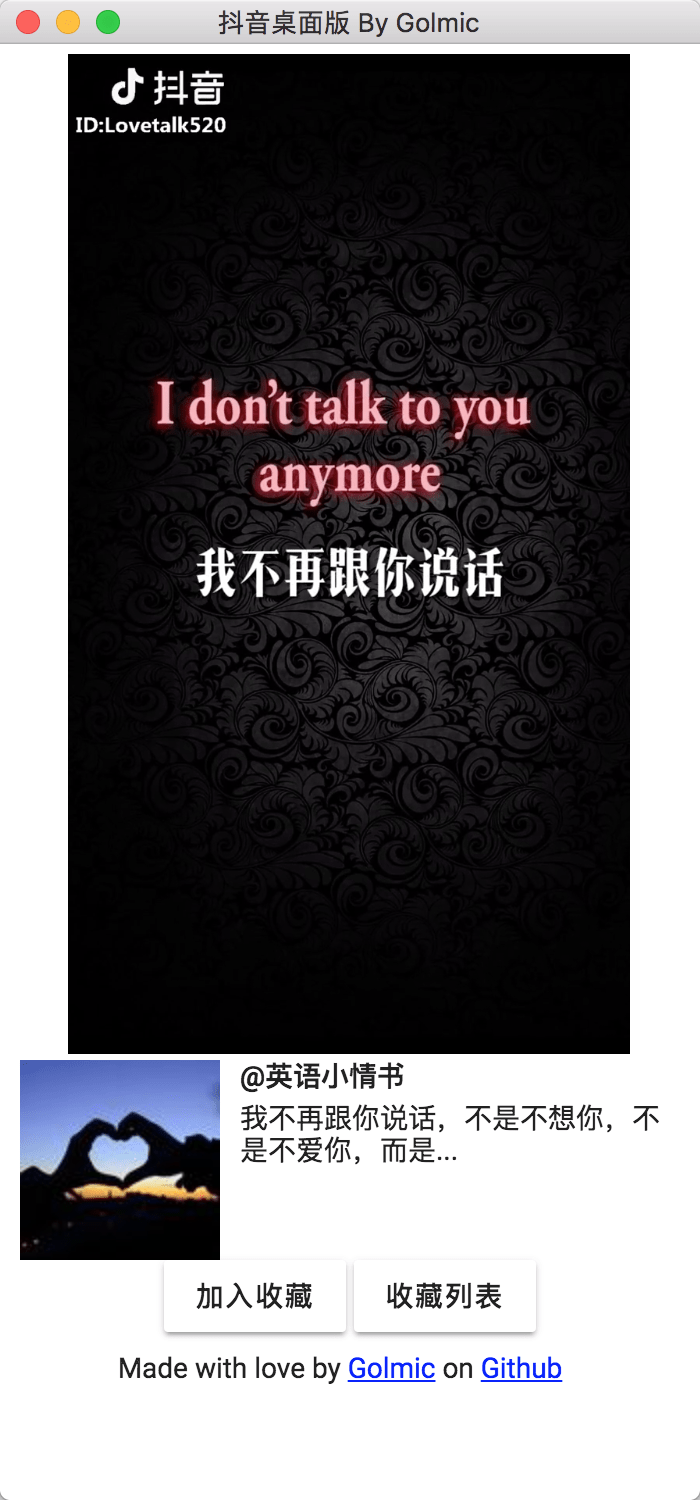 抖音桌面版 By Golmic
抖音
ID:Lovetalk520
I don't talk to you
anymore
我不再跟你说话
@英语小情书
我不再跟你说话，不是不想你，不
是不爱你，而是...
加入收藏 收藏列表
Made with love by Golmic on Github